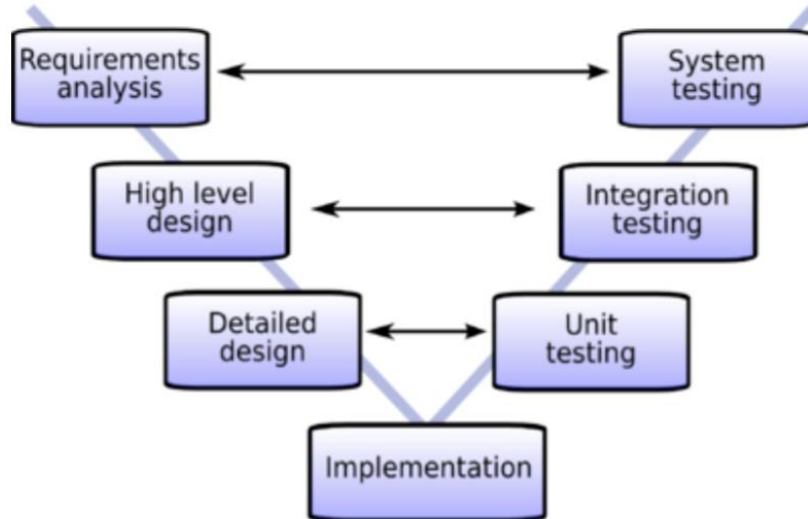 Requirements
analysis
System
testing
High level
design
Integration
testing
Detailed
design
Unit
testing
Implementation